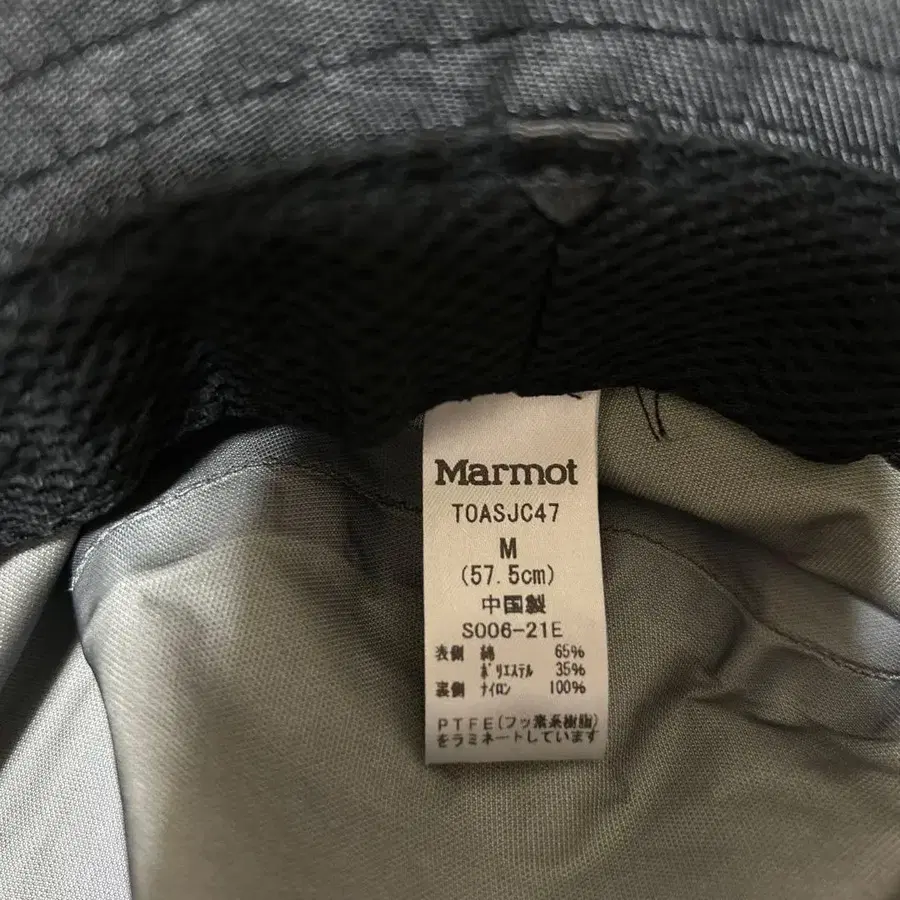 Marmot
TOASJC47
M
(57.5cm)
中国製
S006-21E
表側 綿 65%
ポリエステル 35%
裏側 ナイロン 100%
PTFE(フッ素系樹脂)
をラミネートしています